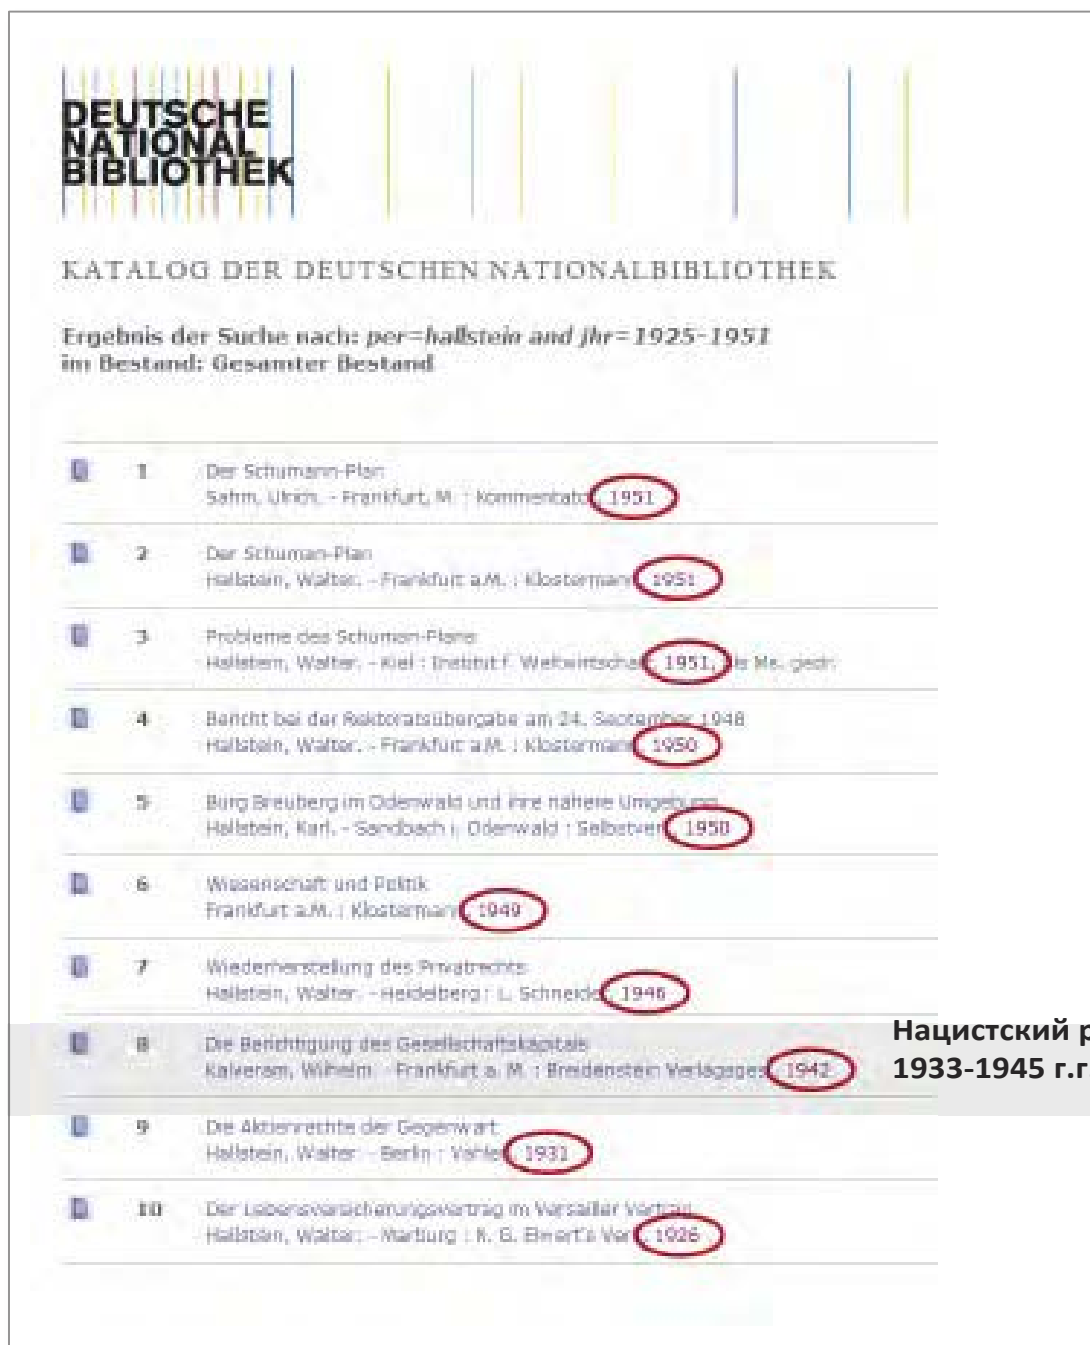 DEUTSCHE
NATIONAL
BIBLIOTHEK
KATALOG DER DEUTSCHEN NATIONALBIBLIOTHEK
Ergebnis der Suche nach: per=hallstein and jhr=1925-1951
im Bestand: Gesamter Bestand
1 Der Schumann-Plan
Sahm, Ulrich. - Frankfurt, M. : Kommentator 1951
2 Der Schuman-Plan
Hallstein, Walter. - Frankfurt a.M. : Klostermann 1951
3 Probleme des Schuman-Plans
Hallstein, Walter. - Kiel : Institut f. Weltwirtschaft 1951, Ms. gedr.
4 Bericht bei der Rektoratsübergabe am 24. September 1948
Hallstein, Walter. - Frankfurt a.M. : Klostermann 1950
5 Burg Breuberg im Odenwald und ihre nähere Umgebung
Hallstein, Karl. - Sandbach i. Odenwald : Selbstverl 1950
6 Wissenschaft und Politik
Frankfurt a.M. : Klostermann 1949
7 Wiederherstellung des Privatrechts
Hallstein, Walter. - Heidelberg : L. Schneider 1946
Нацистский р
8 Die Berichtigung des Gesellschaftskapitals
Kalveram, Wilhelm. - Frankfurt a. M. : Breidenstein Verlagsges 1942
1933-1945 г.г
9 Die Aktienrechte der Gegenwart
Hallstein, Walter. - Berlin : Vahlen 1931
10 Der Lebensversicherungsvertrag im Versailler Vertrag
Hallstein, Walter. - Marburg : N. G. Elwert's Verl 1926